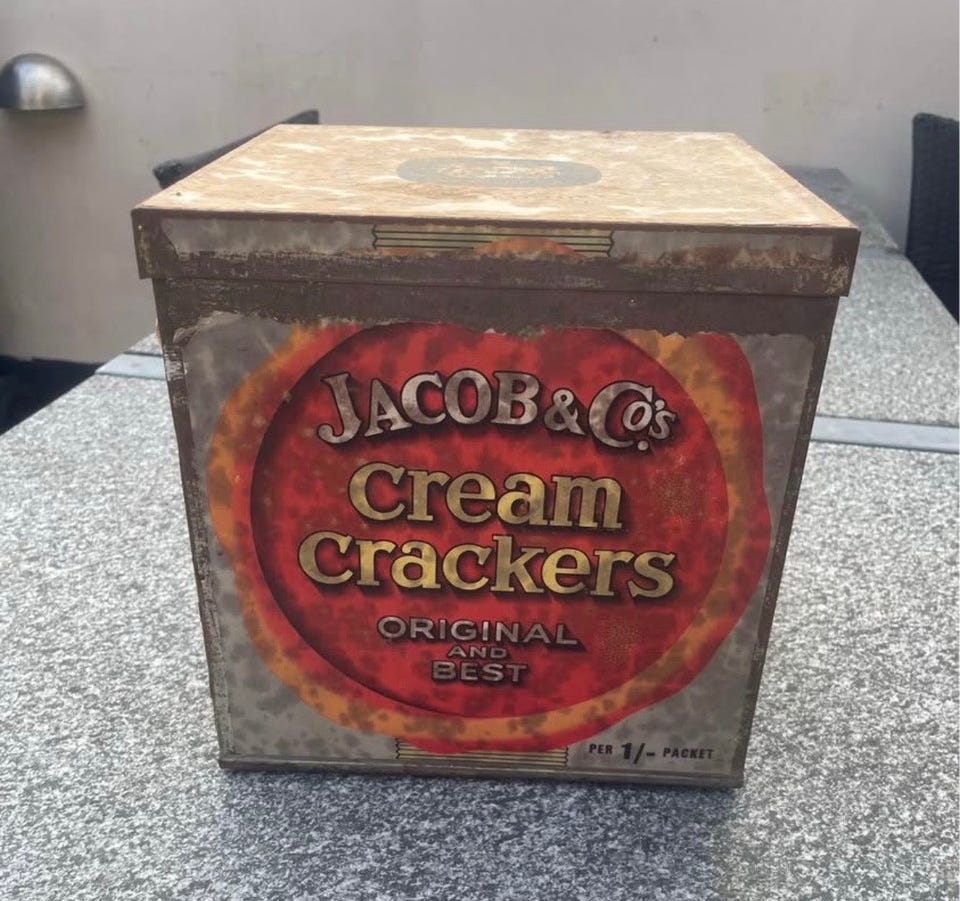 JACOB & CO'S
Cream
Crackers
ORIGINAL
AND
BEST
PER 1/- PACKET